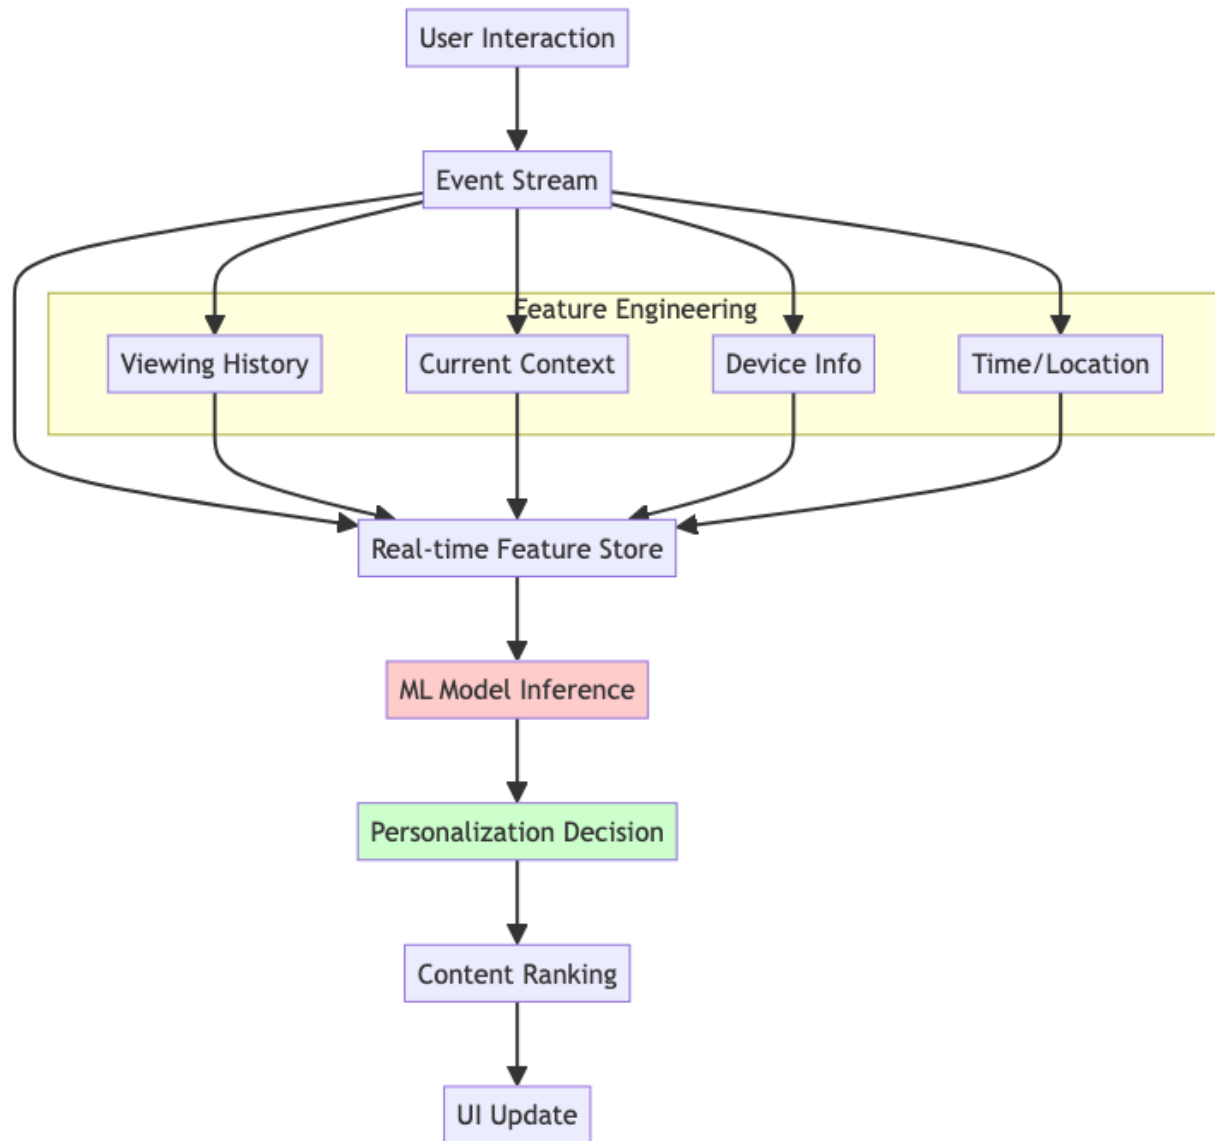 User Interaction
Event Stream
Feature Engineering
Viewing History
Current Context
Device Info
Time/Location
Real-time Feature Store
ML Model Inference
Personalization Decision
Content Ranking
UI Update